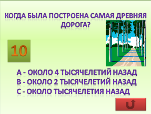 КОГДА БЫЛА ПОСТРОЕНА САМАЯ ДРЕВНЯЯ
ДОРОГА?
10
А - ОКОЛО 4 ТЫСЯЧЕЛЕТИЙ НАЗАД
В - ОКОЛО 2 ТЫСЯЧЕЛЕТИЙ НАЗАД
С - ОКОЛО ТЫСЯЧЕЛЕТИЯ НАЗАД